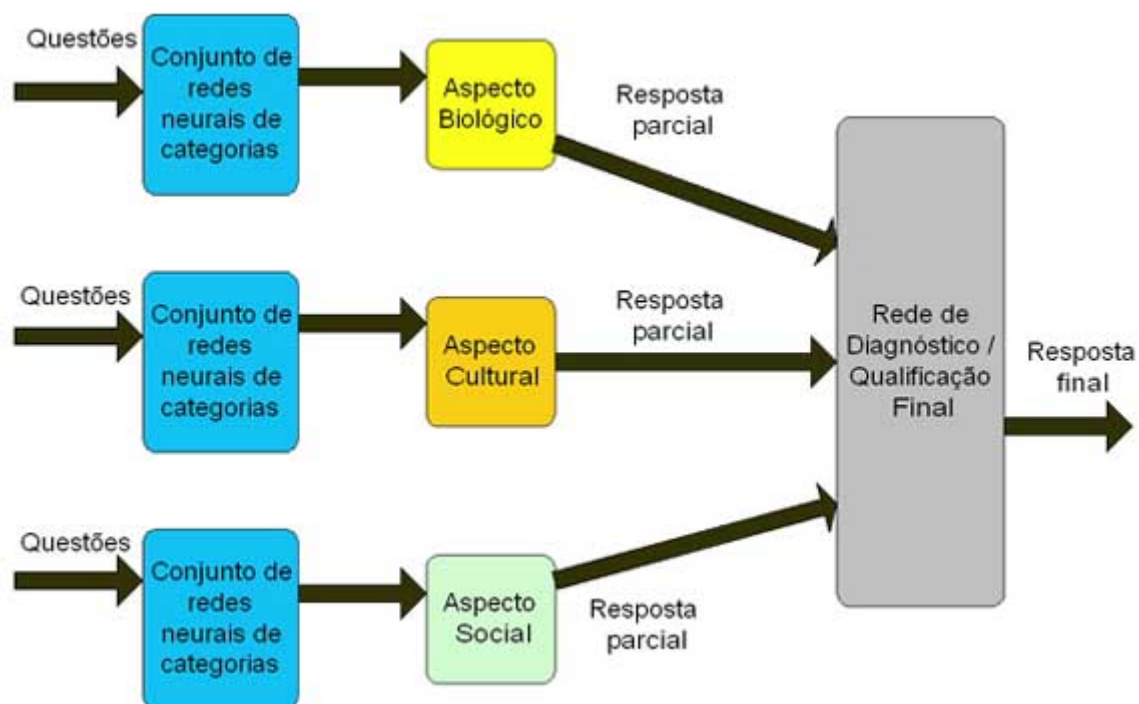 Questões
Conjunto de
redes
neurais de
categorias
Aspecto
Biológico
Resposta
parcial
Questões
Conjunto de
redes
neurais de
categorias
Aspecto
Cultural
Resposta
parcial
Questões
Conjunto de
redes
neurais de
categorias
Aspecto
Social
Resposta
parcial
Rede de
Diagnóstico /
Qualificação
Final
Resposta
final